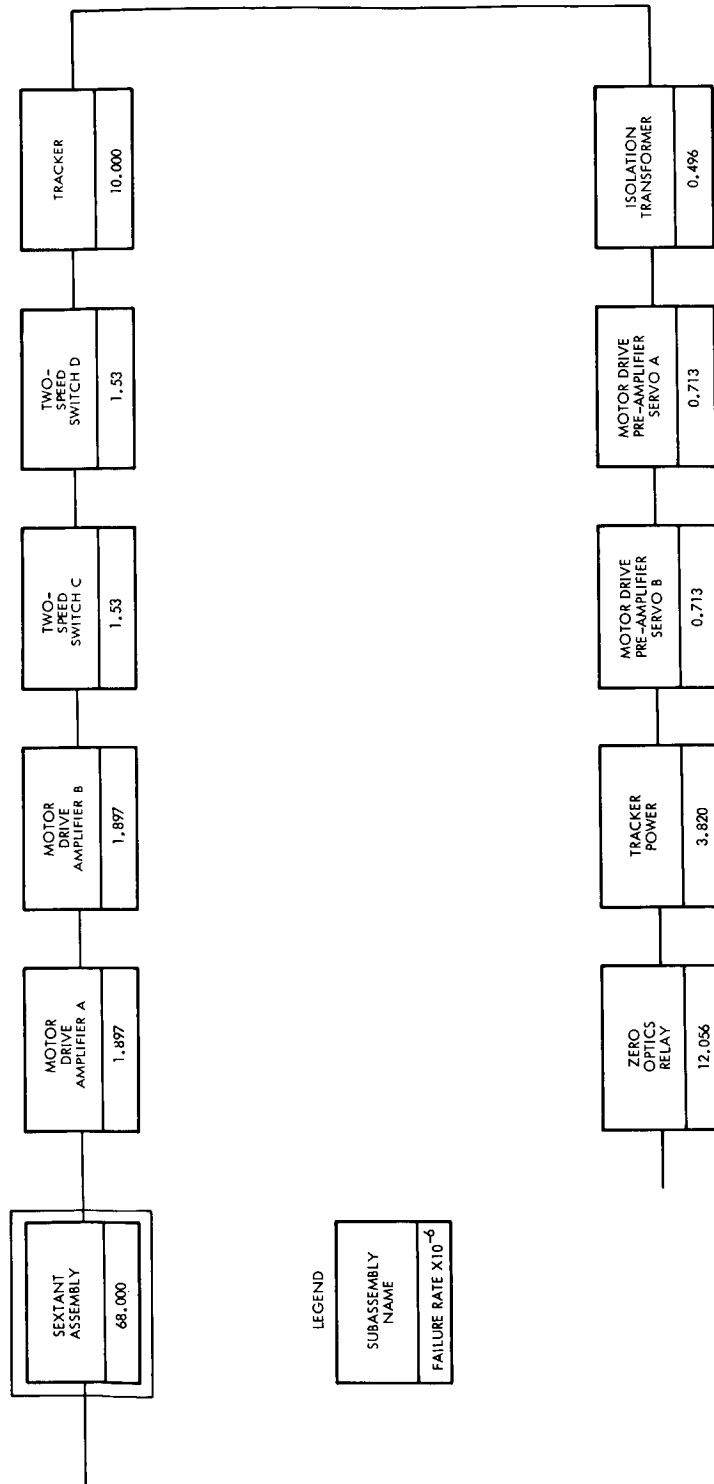 SEXTANT
ASSEMBLY
68.000
MOTOR
DRIVE
AMPLIFIER A
1.897
MOTOR
DRIVE
AMPLIFIER B
1.897
TWO-
SPEED
SWITCH C
1.53
TWO-
SPEED
SWITCH D
1.53
TRACKER
10.000
LEGEND
SUBASSEMBLY
NAME
FAILURE RATE X10-6
ZERO
OPTICS
RELAY
12.056
TRACKER
POWER
3.820
MOTOR DRIVE
PRE-AMPLIFIER
SERVO B
0.713
MOTOR DRIVE
PRE-AMPLIFIER
SERVO A
0.713
ISOLATION
TRANSFORMER
0.496